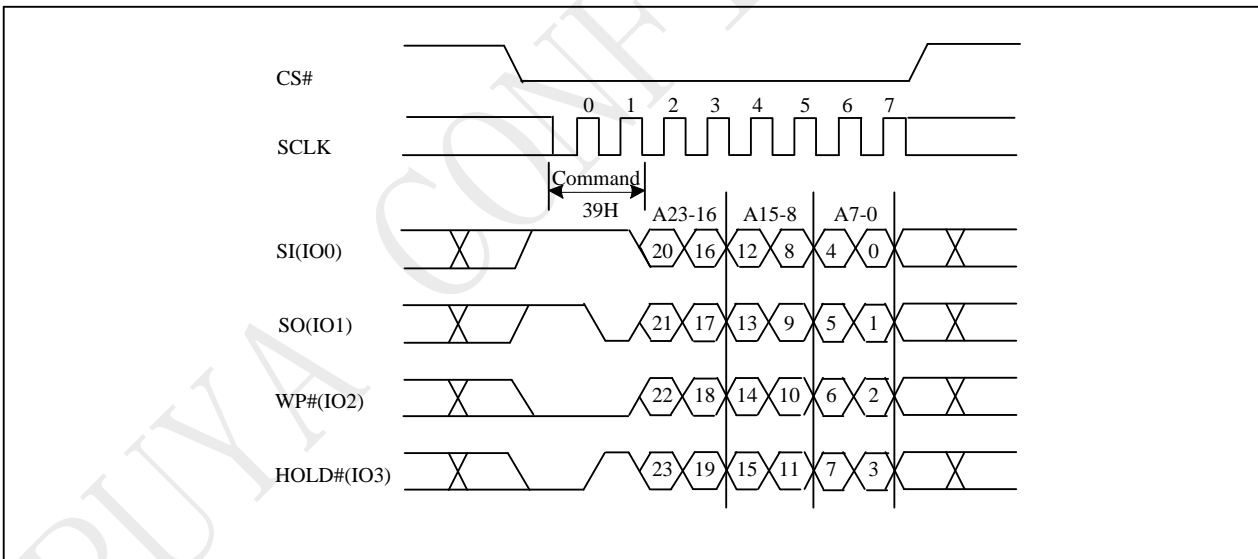 CS#
0 1 2 3 4 5 6 7
SCLK
Command
39H
A23-16 A15-8 A7-0
SI(IO0) 20 16 12 8 4 0
SO(IO1) 21 17 13 9 5 1
WP#(IO2) 22 18 14 10 6 2
HOLD#(IO3) 23 19 15 11 7 3
PUYA CONF